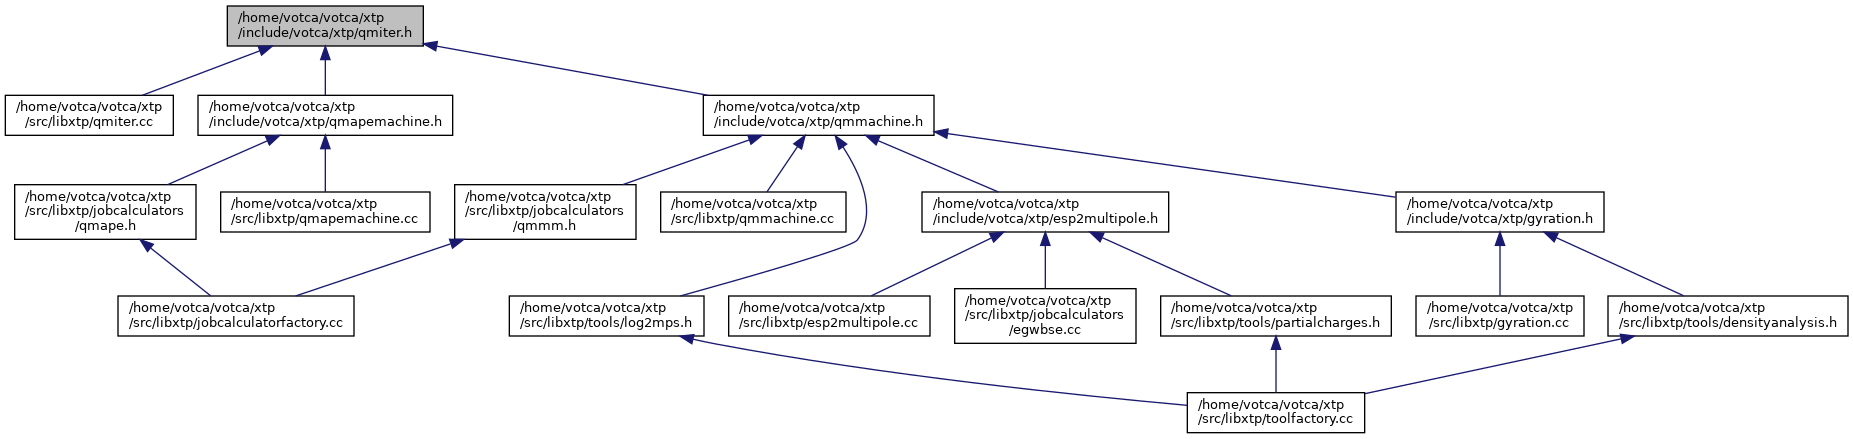 /home/votca/votca/xtp
/include/votca/xtp/qmiter.h
/home/votca/votca/xtp
/src/libxtp/qmiter.cc
/home/votca/votca/xtp
/include/votca/xtp/qmapemachine.h
/home/votca/votca/xtp
/include/votca/xtp/qmmachine.h
/home/votca/votca/xtp
/src/libxtp/jobcalculators
/qmape.h
/home/votca/votca/xtp
/src/libxtp/qmapemachine.cc
/home/votca/votca/xtp
/src/libxtp/jobcalculators
/qmmm.h
/home/votca/votca/xtp
/src/libxtp/qmmachine.cc
/home/votca/votca/xtp
/include/votca/xtp/esp2multipole.h
/home/votca/votca/xtp
/include/votca/xtp/gyration.h
/home/votca/votca/xtp
/src/libxtp/jobcalculatorfactory.cc
/home/votca/votca/xtp
/src/libxtp/tools/log2mps.h
/home/votca/votca/xtp
/src/libxtp/esp2multipole.cc
/home/votca/votca/xtp
/src/libxtp/jobcalculators
/egwbse.cc
/home/votca/votca/xtp
/src/libxtp/tools/partialcharges.h
/home/votca/votca/xtp
/src/libxtp/gyration.cc
/home/votca/votca/xtp
/src/libxtp/tools/densityanalysis.h
/home/votca/votca/xtp
/src/libxtp/toolfactory.cc